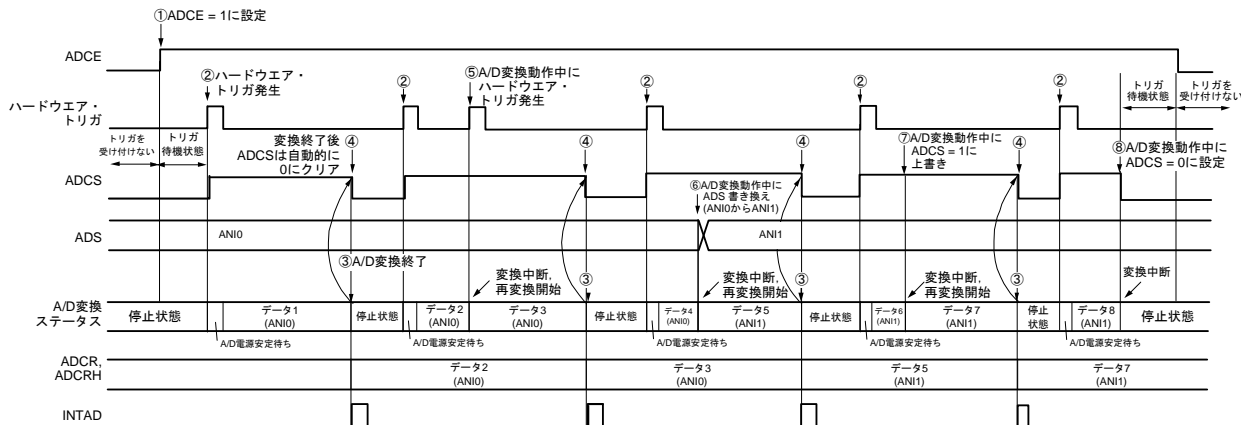 ①ADCE = 1に設定
ADCE
②ハードウエア・
トリガ発生
②
⑤A/D変換動作中に
ハードウエア・
トリガ発生
②
②
②
トリガ
待機状態
トリガを
受け付けない
ハードウエア・
トリガ
トリガを
受け付けない
トリガ
待機状態
変換終了後
ADCSは自動的に
0にクリア
④
④
④
⑦A/D変換動作中に
ADCS = 1に
上書き
④
⑧A/D変換動作中に
ADCS = 0に設定
ADCS
⑥A/D変換動作中に
ADS 書き換え
(ANI0からANI1)
ADS
ANI0
ANI1
③A/D変換終了
変換中断,
再変換開始
③
変換中断,
再変換開始
③
変換中断,
再変換開始
③
変換中断
A/D変換
ステータス
停止状態
データ1
(ANI0)
停止状態
データ2
(ANI0)
データ3
(ANI0)
停止状態
データ4
(ANI0)
データ5
(ANI1)
停止状態
データ6
(ANI1)
データ7
(ANI1)
停止
状態
データ8
(ANI1)
停止状態
A/D電源安定待ち
A/D電源安定待ち
A/D電源安定待ち
A/D電源安定待ち
A/D電源安定待ち
ADCR,
ADCRH
データ2
(ANI0)
データ3
(ANI0)
データ5
(ANI1)
データ7
(ANI1)
INTAD